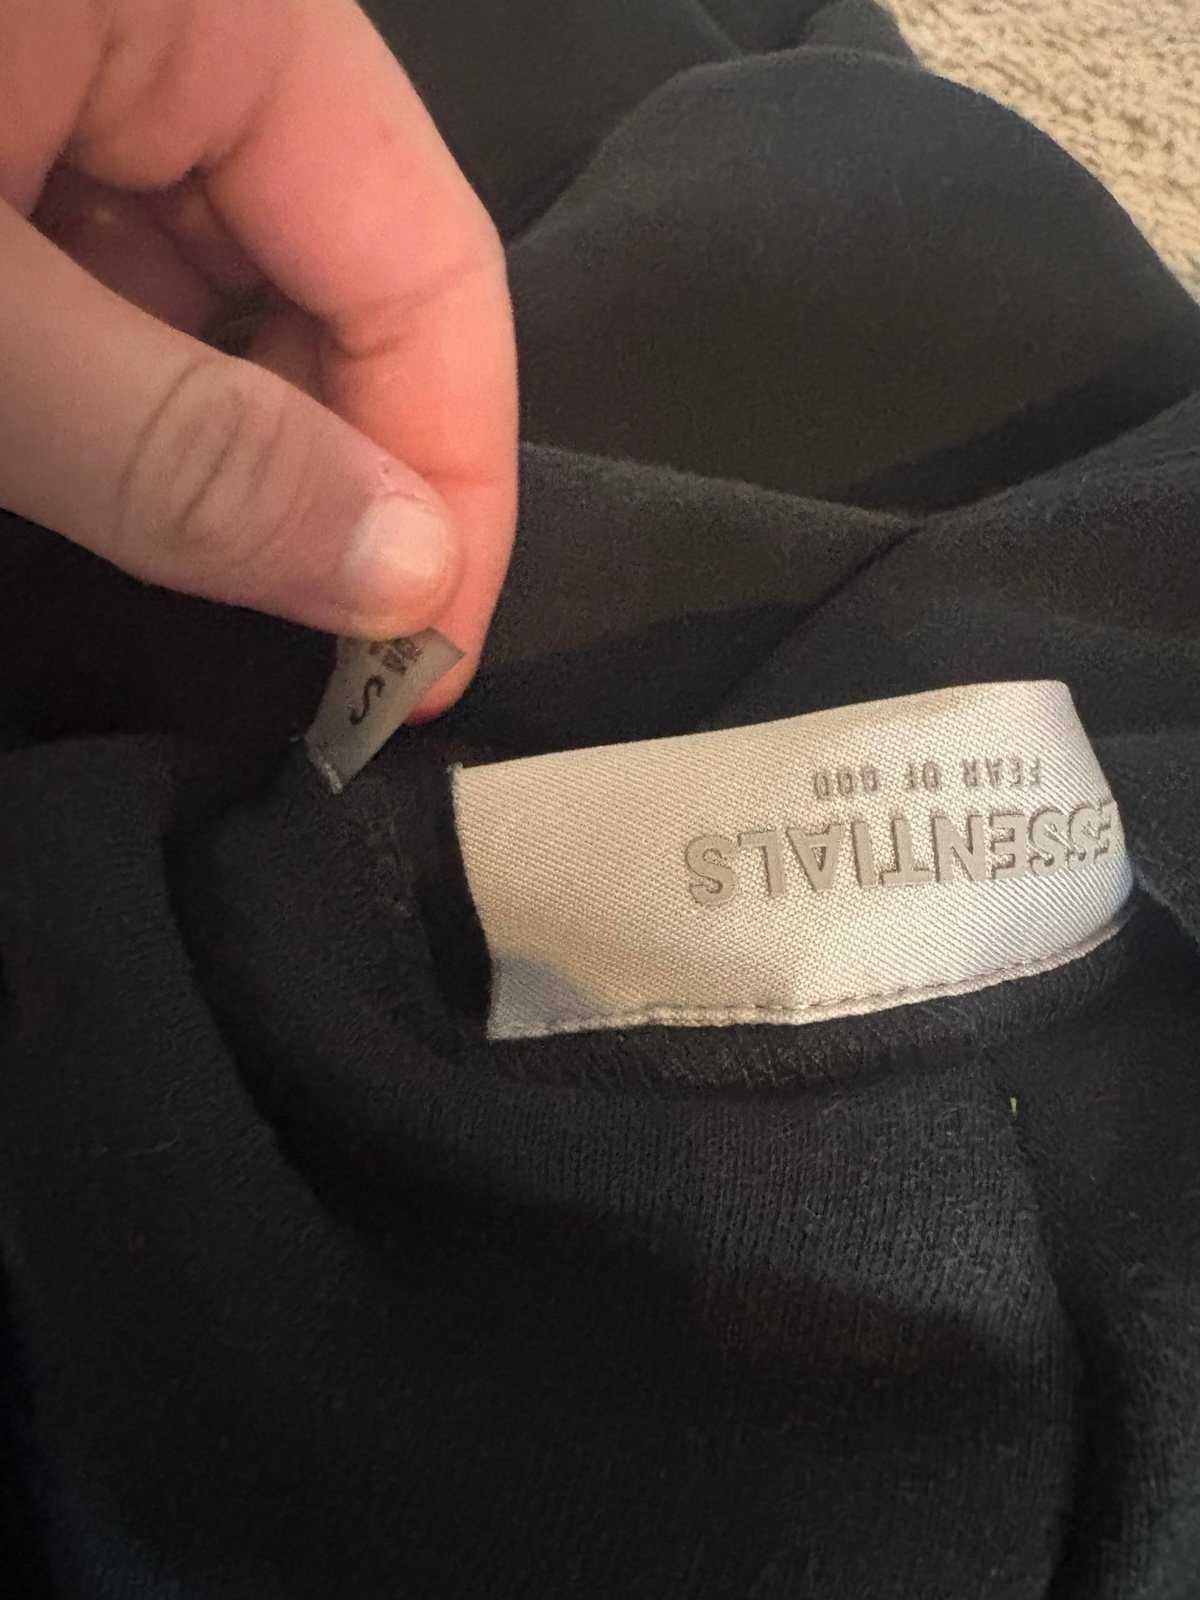 ESSENTIALS
FEAR OF GOD
S